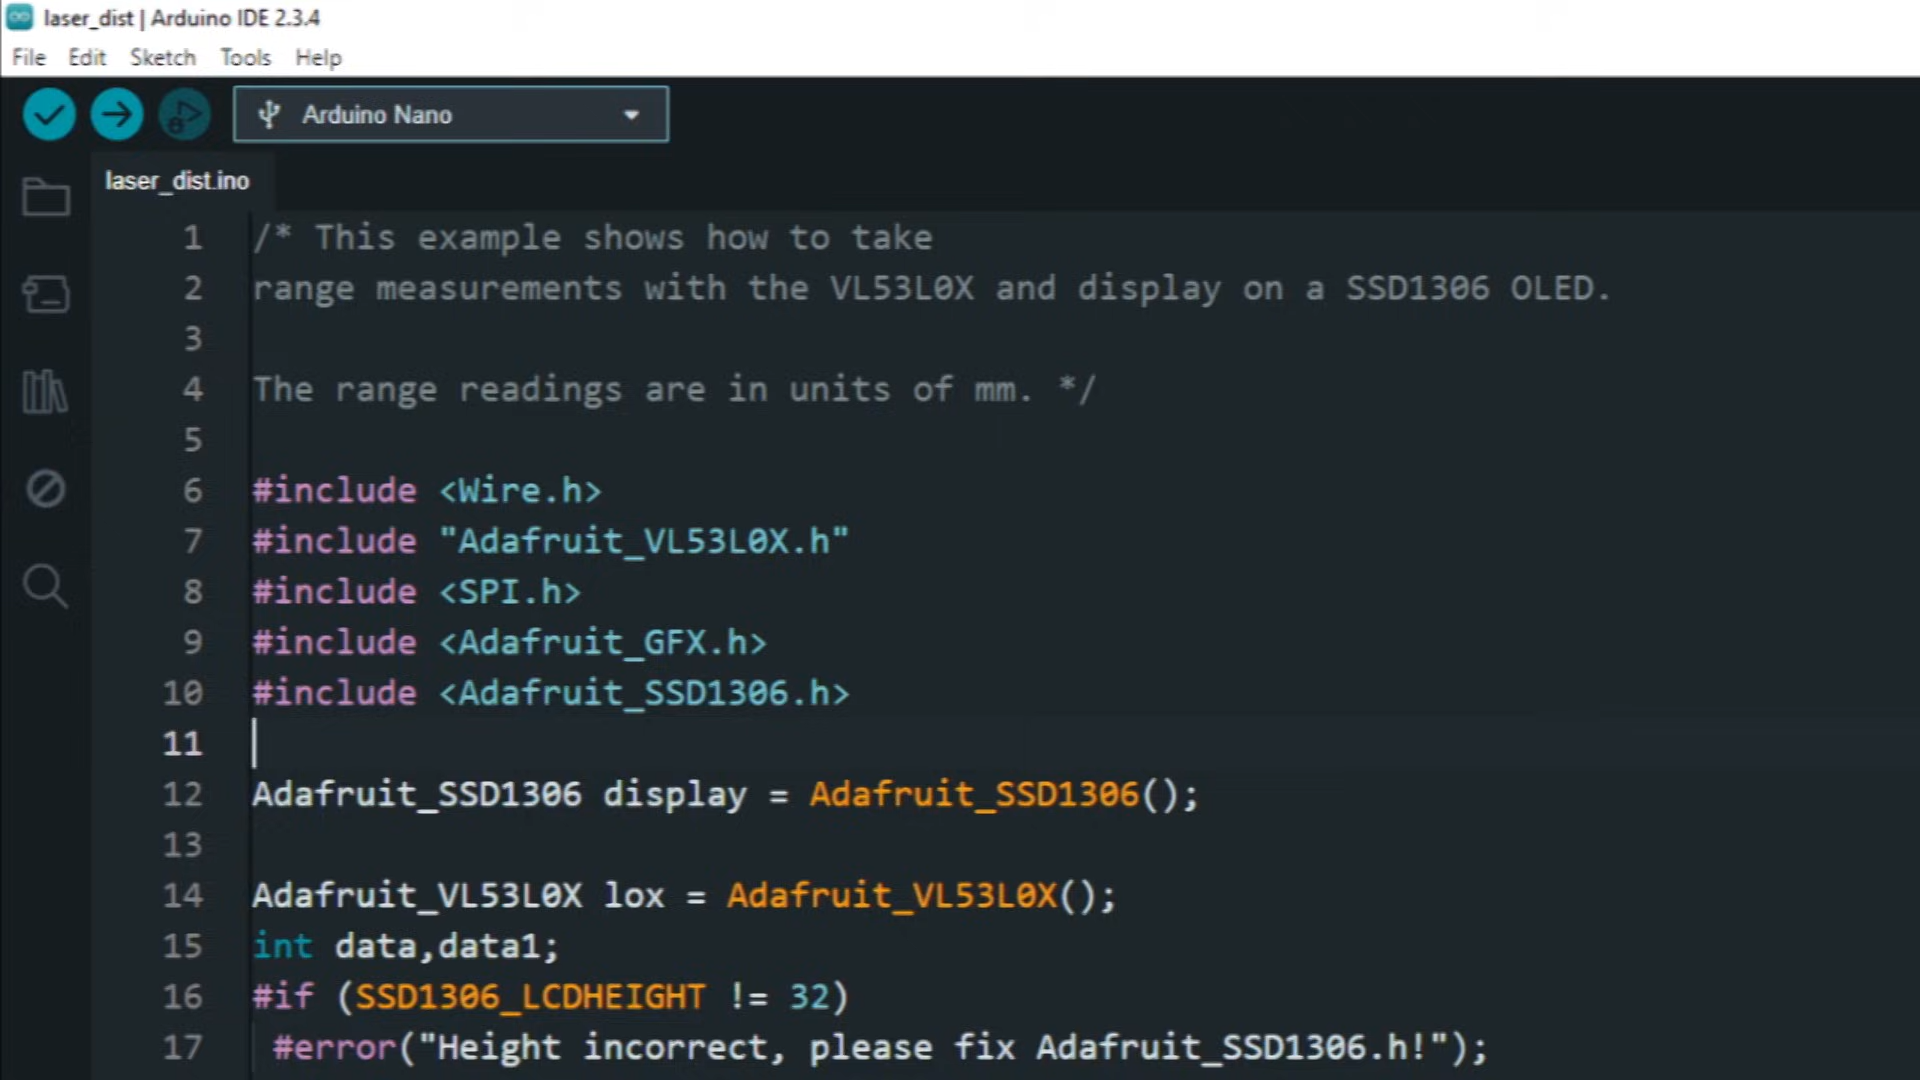 laser_dist | Arduino IDE 2.3.4
File Edit Sketch Tools Help
Arduino Nano
laser_dist.ino
1 /* This example shows how to take
2 range measurements with the VL53L0X and display on a SSD1306 OLED.
3
4 The range readings are in units of mm. */
5
6 #include <Wire.h>
7 #include "Adafruit_VL53L0X.h"
8 #include <SPI.h>
9 #include <Adafruit_GFX.h>
10 #include <Adafruit_SSD1306.h>
11
12 Adafruit_SSD1306 display = Adafruit_SSD1306();
13
14 Adafruit_VL53L0X lox = Adafruit_VL53L0X();
15 int data,data1;
16 #if (SSD1306_LCDHEIGHT != 32)
17 #error("Height incorrect, please fix Adafruit_SSD1306.h!");